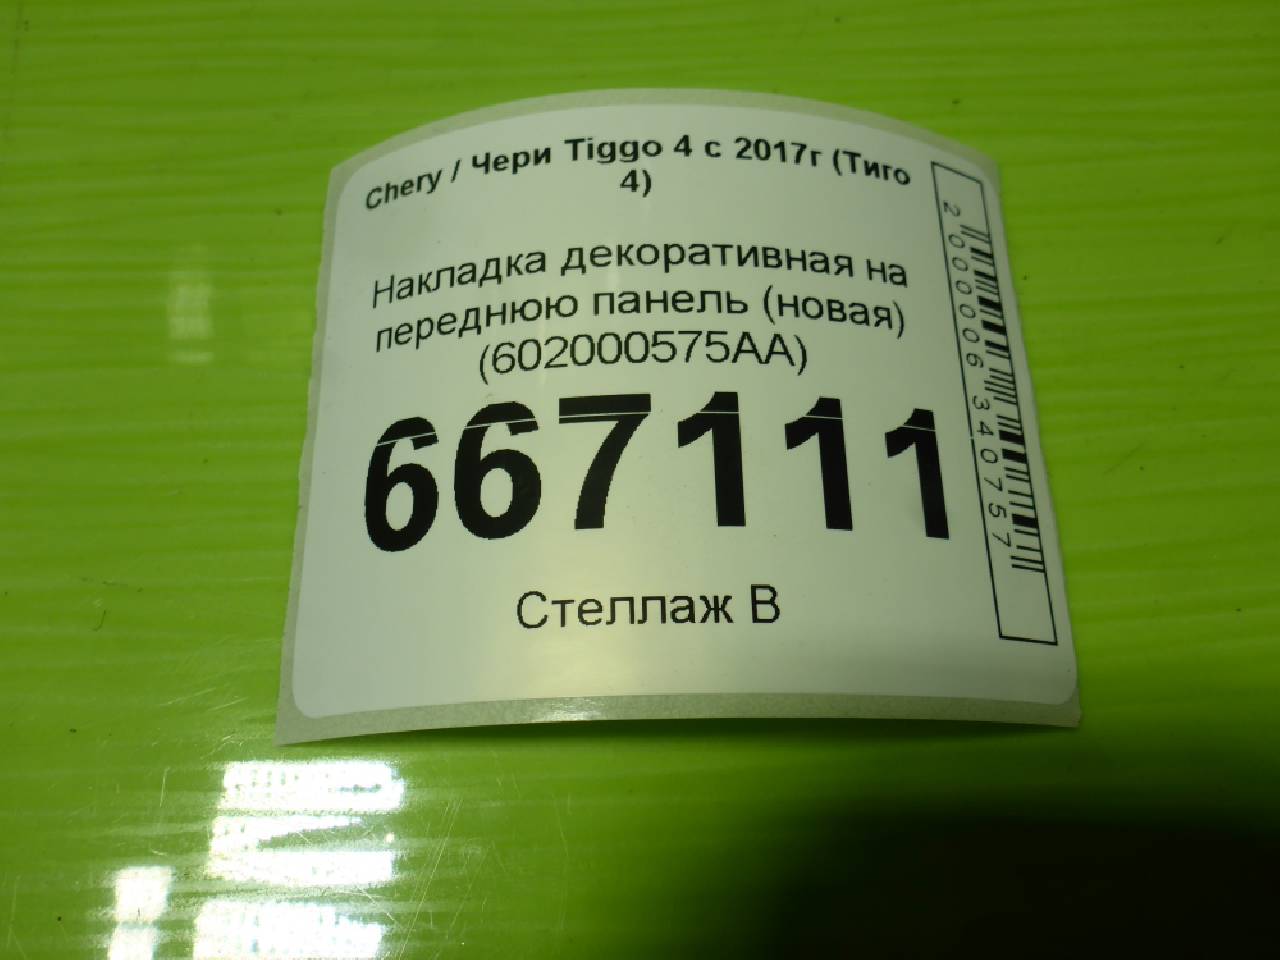 Chery / Чери Tiggo 4 с 2017г (Тиго
4)
Накладка декоративная на
переднюю панель (новая)
(602000575AA)
667111
Стеллаж B
2000006340757